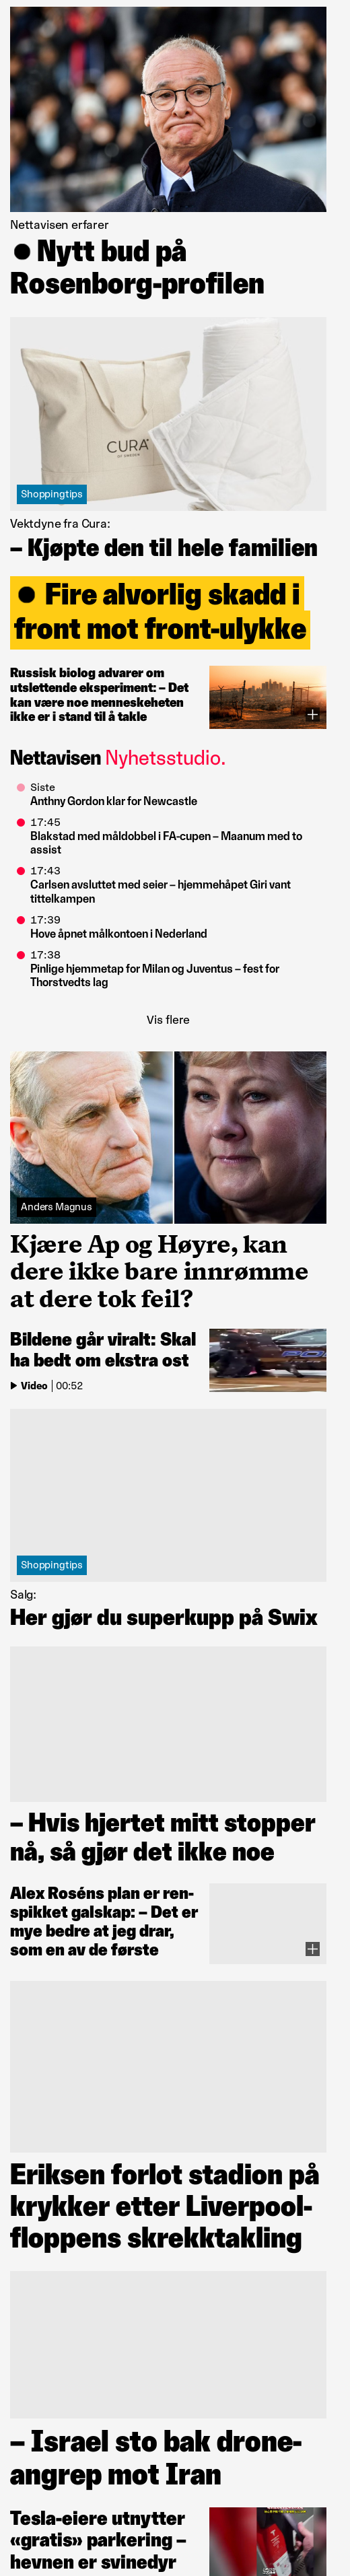 Nettavisen erfarer
● Nytt bud på
Rosenborg-profilen
CURA
OF SWEDEN
Shoppingtips
Vektdyne fra Cura:
– Kjøpte den til hele familien
● Fire alvorlig skadd i
front mot front-ulykke
Russisk biolog advarer om
utslettende eksperiment: – Det
kan være noe menneskeheten
ikke er i stand til å takle
Nettavisen Nyhetsstudio.
Siste
Anthny Gordon klar for Newcastle
17:45
Blakstad med måldobbel i FA-cupen – Maanum med to
assist
17:43
Carlsen avsluttet med seier – hjemmehåpet Giri vant
tittelkampen
17:39
Hove åpnet målkontoen i Nederland
17:38
Pinlige hjemmetap for Milan og Juventus – fest for
Thorstvedts lag
Vis flere
Anders Magnus
Kjære Ap og Høyre, kan
dere ikke bare innrømme
at dere tok feil?
Bildene går viralt: Skal
ha bedt om ekstra ost
Video | 00:52
Shoppingtips
Salg:
Her gjør du superkupp på Swix
– Hvis hjertet mitt stopper
nå, så gjør det ikke noe
Alex Roséns plan er ren-
spikket galskap: – Det er
mye bedre at jeg drar,
som en av de første
Eriksen forlot stadion på
krykker etter Liverpool-
floppens skrekktakling
– Israel sto bak drone-
angrep mot Iran
Tesla-eiere utnytter
«gratis» parkering –
hevnen er svinedyr